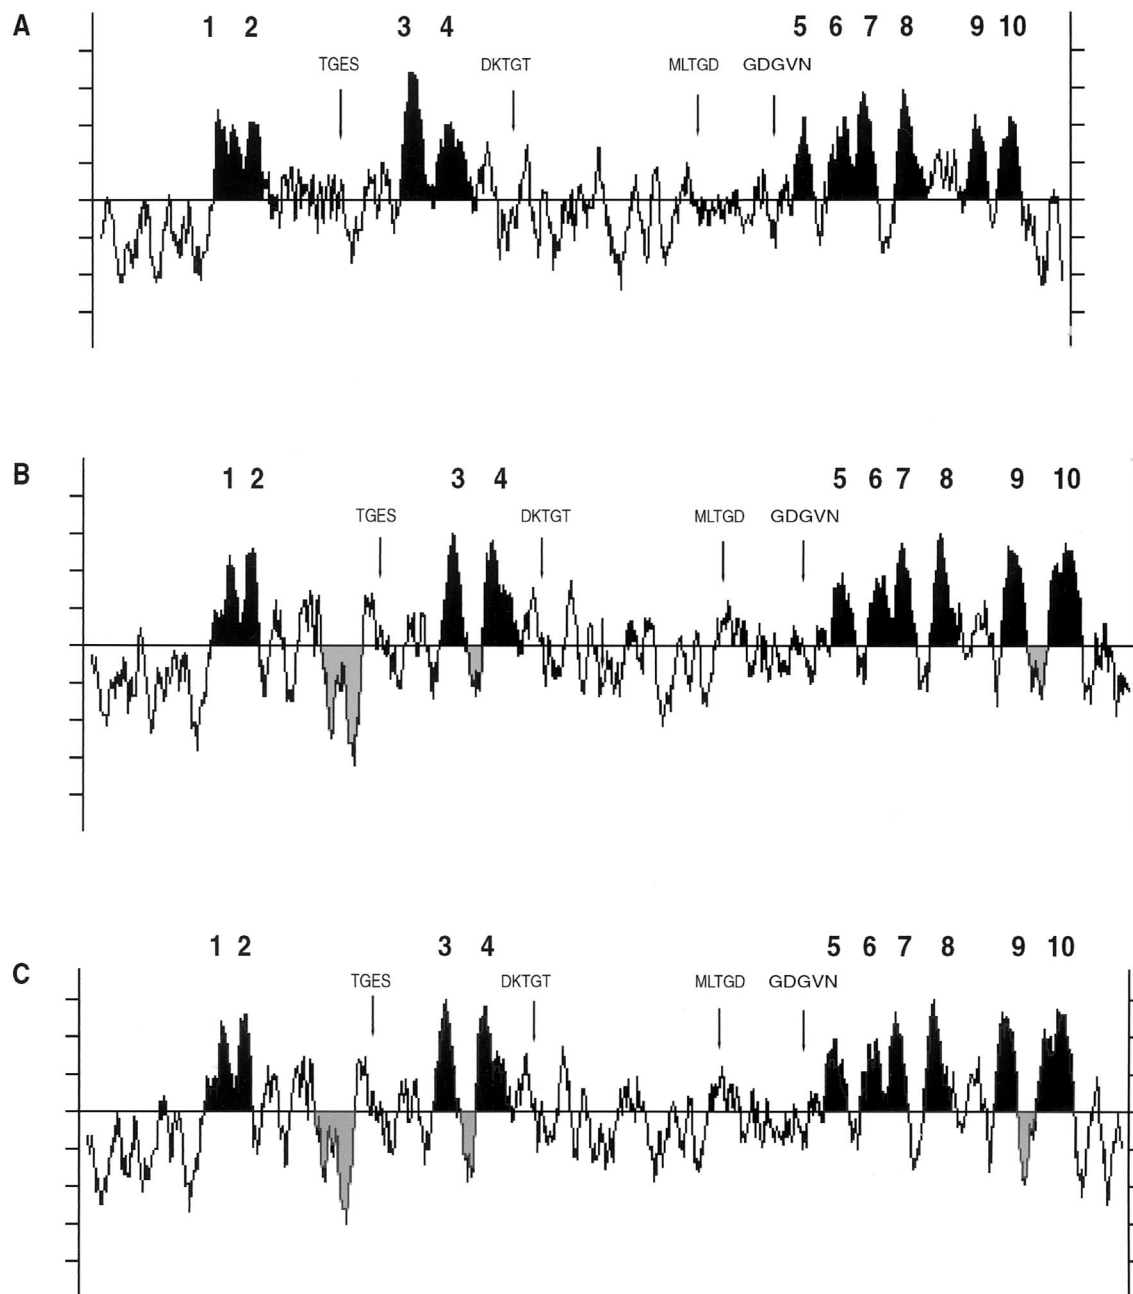 A 1 2 3 4 5 6 7 8 9 10
TGES DKTGT MLTGD GDGVN
B 1 2 3 4 5 6 7 8 9 10
TGES DKTGT MLTGD GDGVN
C 1 2 3 4 5 6 7 8 9 10
TGES DKTGT MLTGD GDGVN